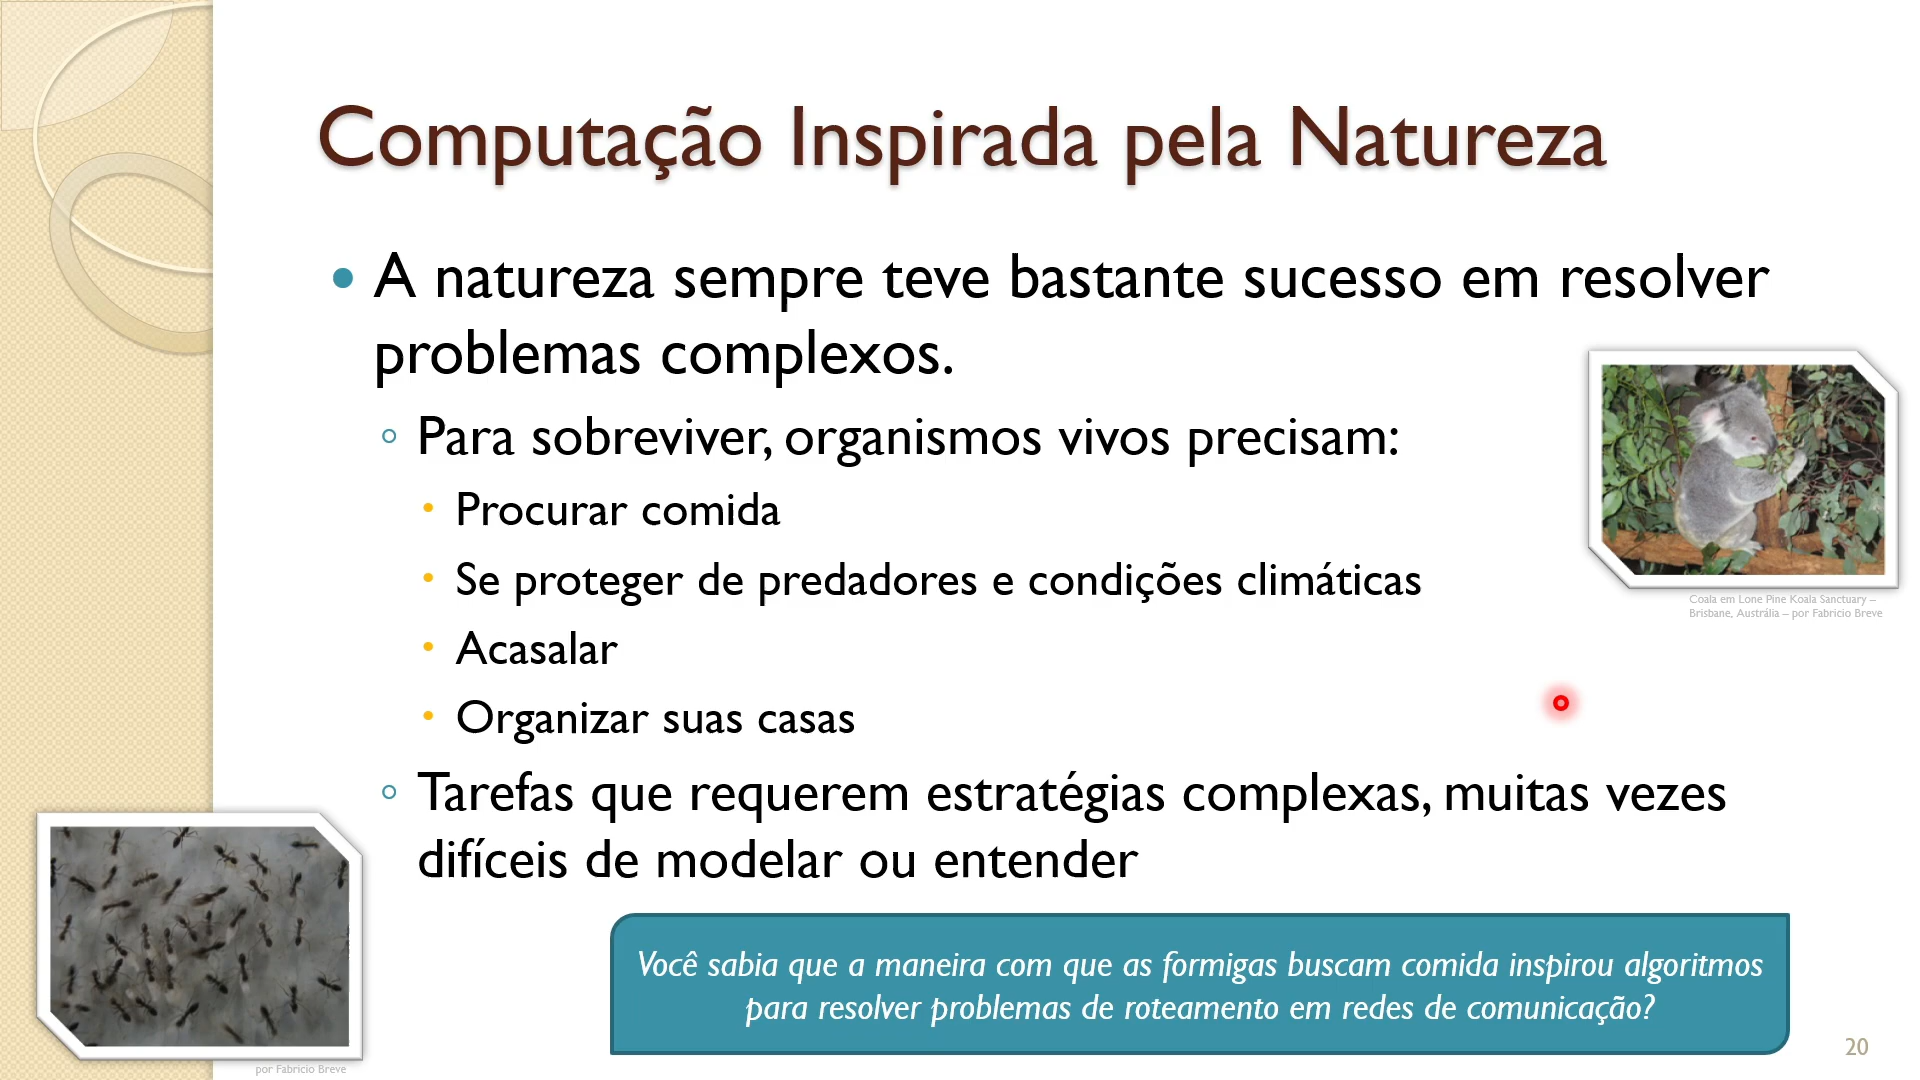 Computação Inspirada pela Natureza
A natureza sempre teve bastante sucesso em resolver
problemas complexos.
Para sobreviver, organismos vivos precisam:
Procurar comida
Se proteger de predadores e condições climáticas
Acasalar
Organizar suas casas
Coala em Lone Pine Koala Sanctuary –
Brisbane, Austrália – por Fabricio Breve
Tarefas que requerem estratégias complexas, muitas vezes
difíceis de modelar ou entender
Você sabia que a maneira com que as formigas buscam comida inspirou algoritmos
para resolver problemas de roteamento em redes de comunicação?
por Fabricio Breve
20